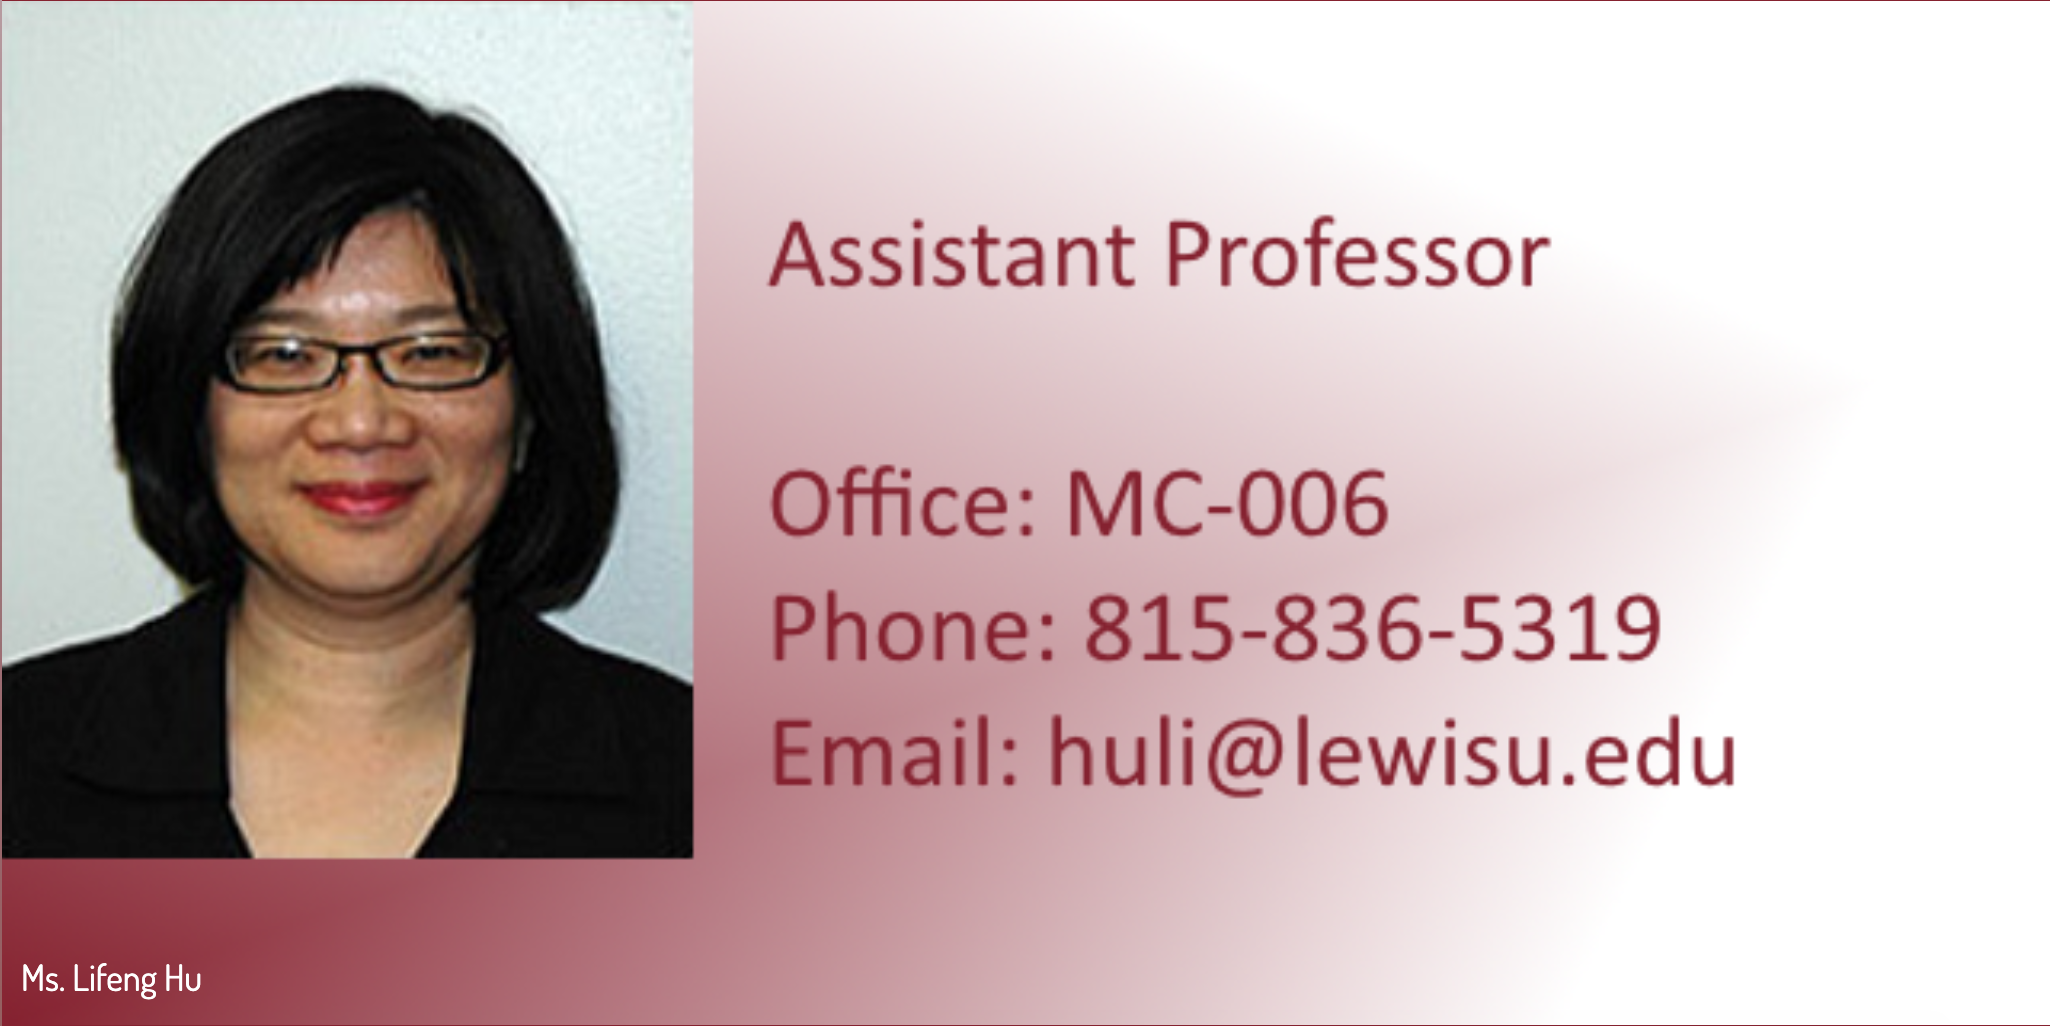 Assistant Professor
Office: MC-006
Phone: 815-836-5319
Email: huli@lewisu.edu
Ms. Lifeng Hu